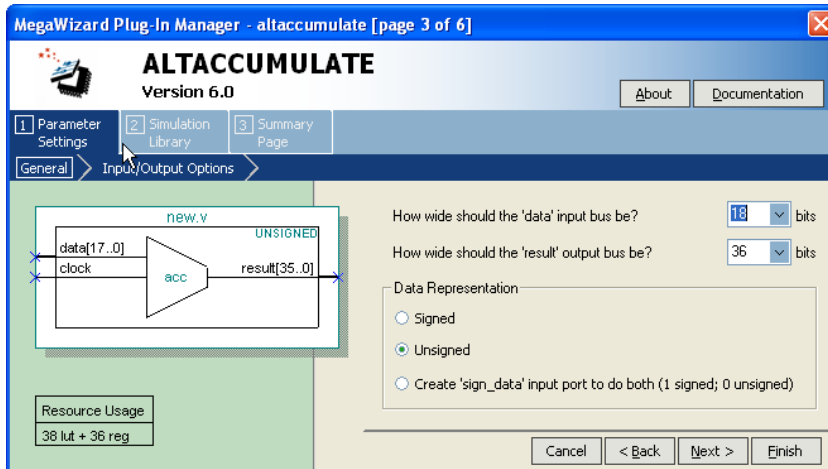 MegaWizard Plug-In Manager - altaccumulate [page 3 of 6]
ALTACCUMULATE
Version 6.0
About
Documentation
1 Parameter Settings
2 Simulation Library
3 Summary Page
General
Input/Output Options
new.v
UNSIGNED
data[17..0]
clock
acc
result[35..0]
Resource Usage
38 lut + 36 reg
How wide should the 'data' input bus be? 18 bits
How wide should the 'result' output bus be? 36 bits
Data Representation
Signed
Unsigned
Create 'sign_data' input port to do both (1 signed; 0 unsigned)
Cancel
< Back
Next >
Finish